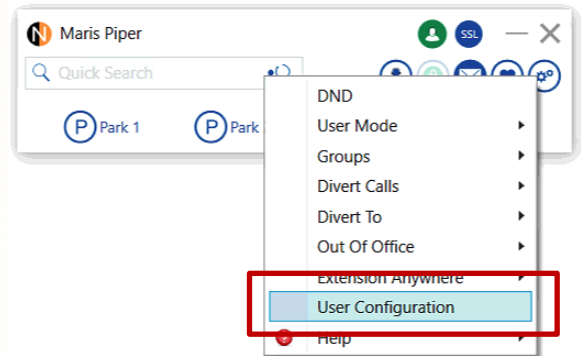 Maris Piper
SSL
Quick Search
P Park 1
P Park
DND
User Mode
Groups
Divert Calls
Divert To
Out Of Office
Extension Anywhere
User Configuration
Help